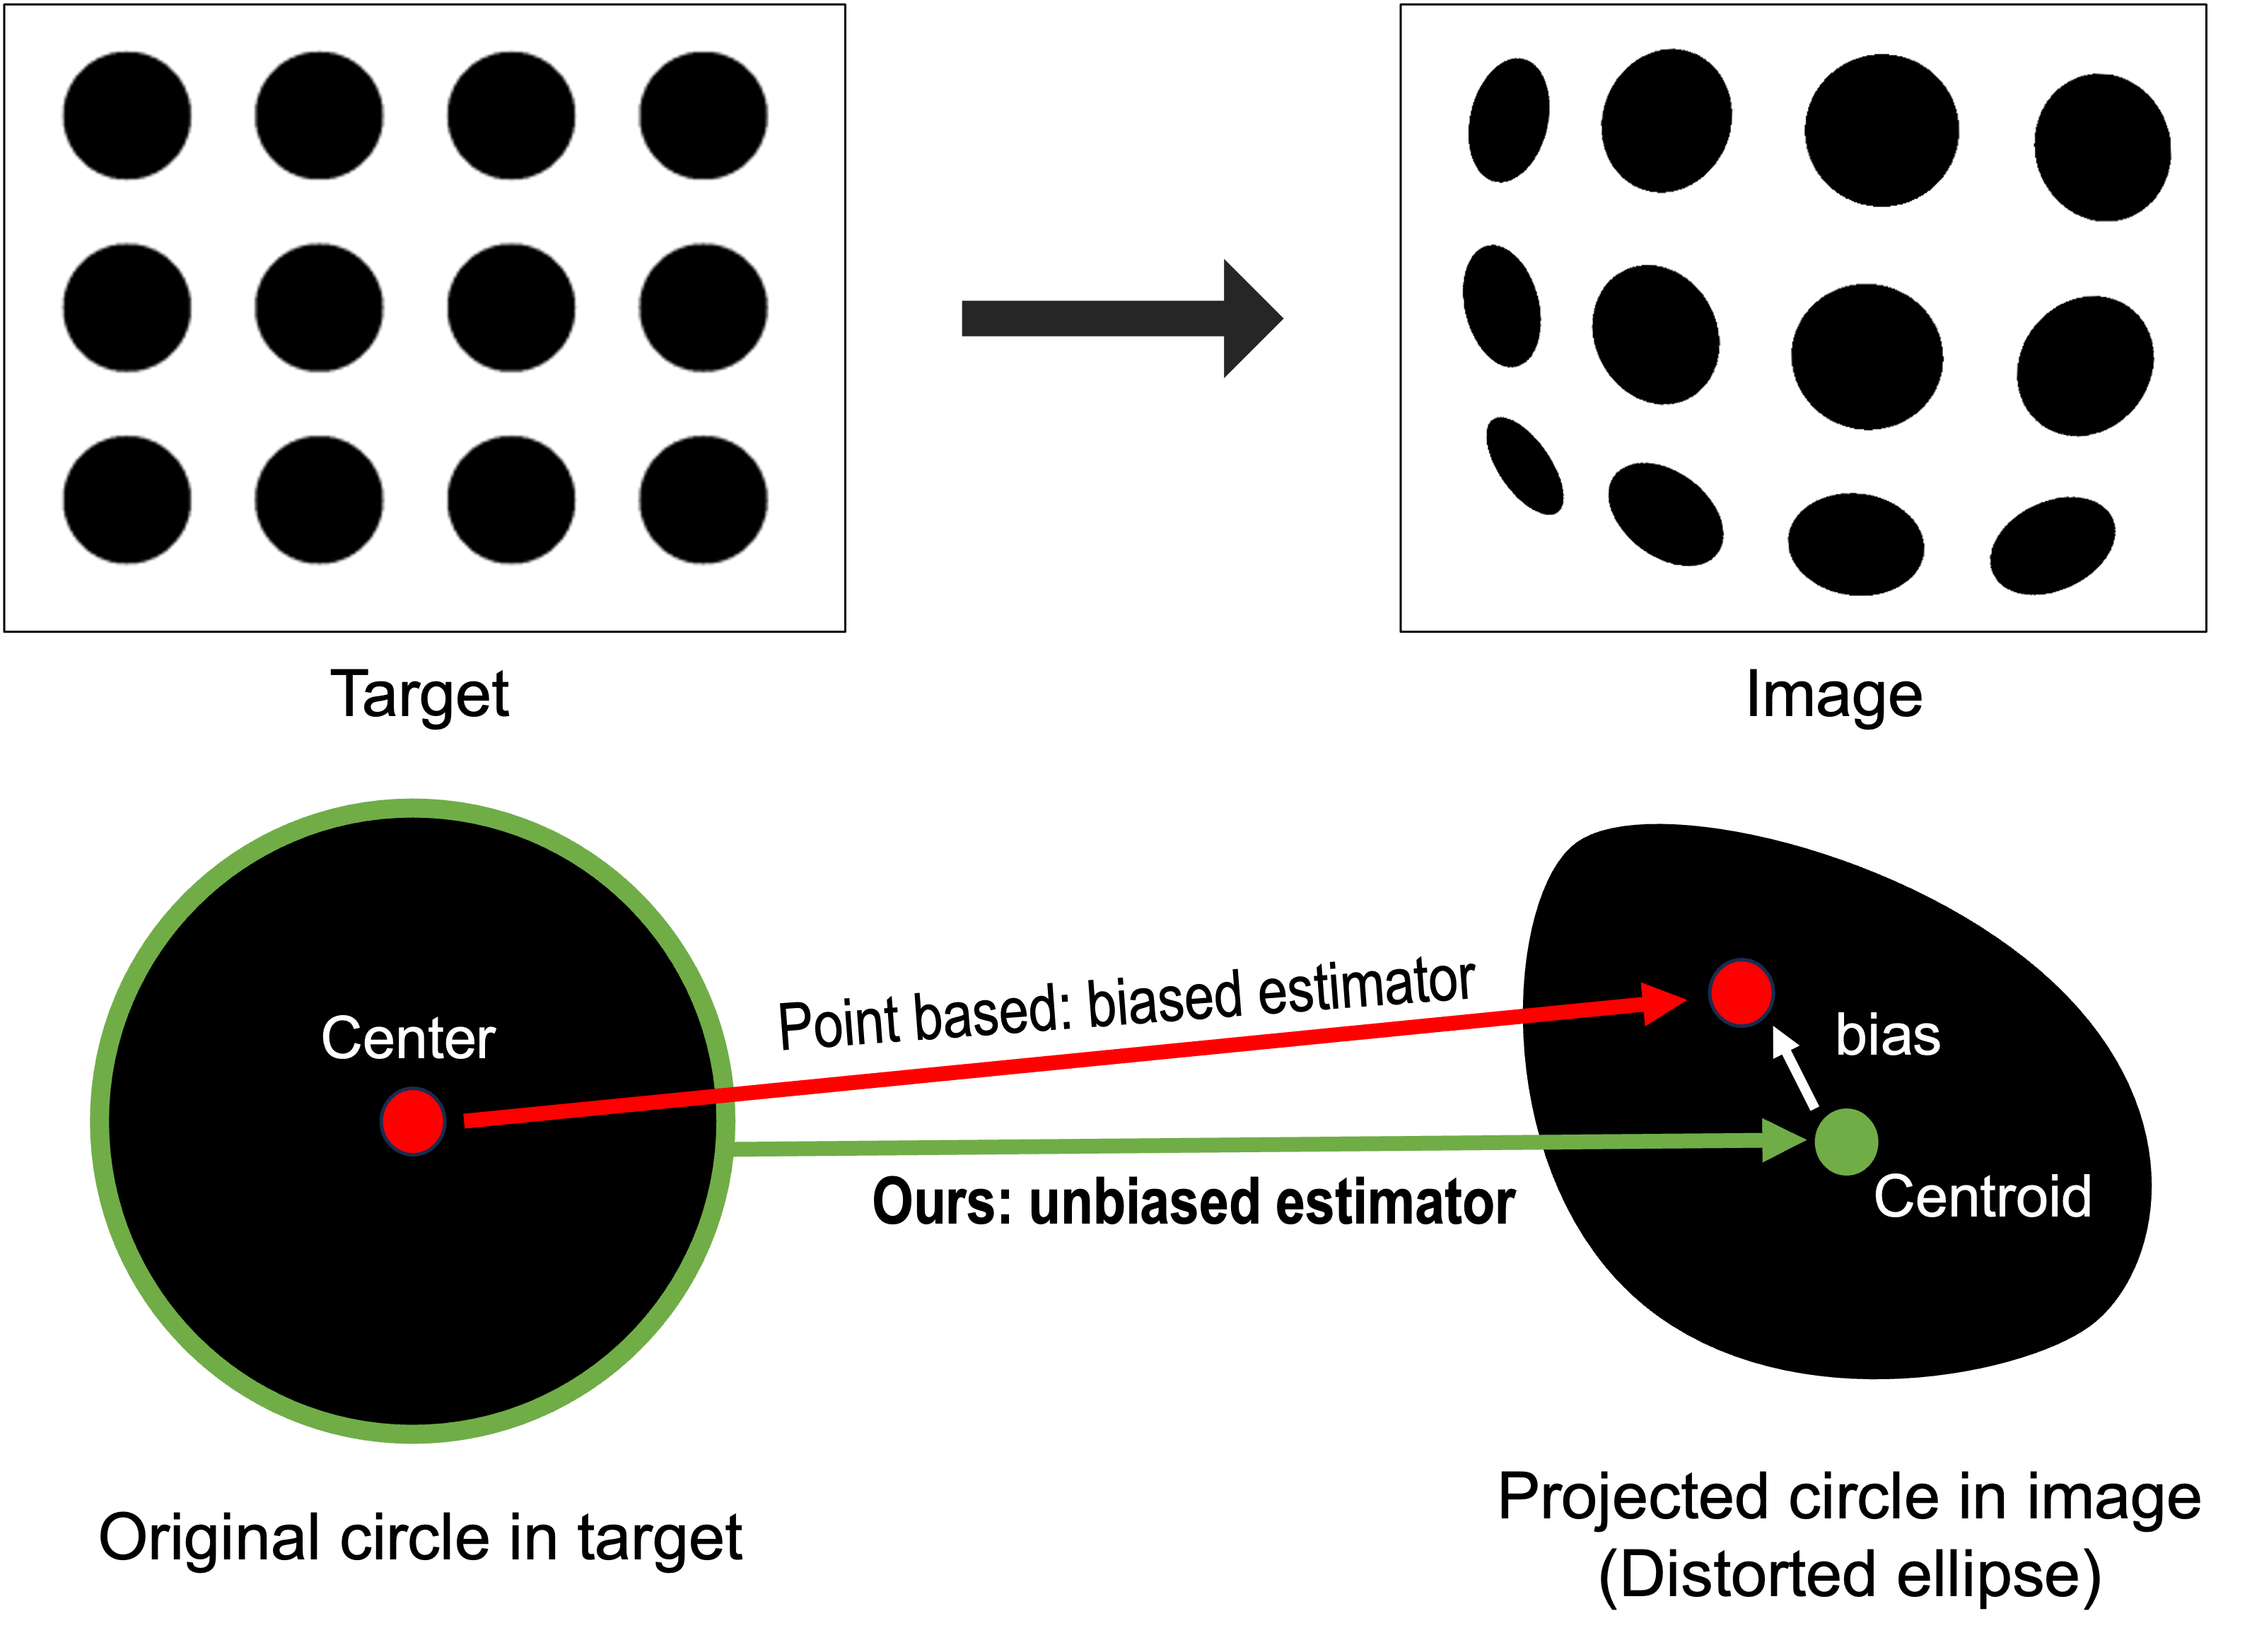 Target
Image
Center
Point based: biased estimator
bias
Ours: unbiased estimator
Centroid
Original circle in target
Projected circle in image
(Distorted ellipse)